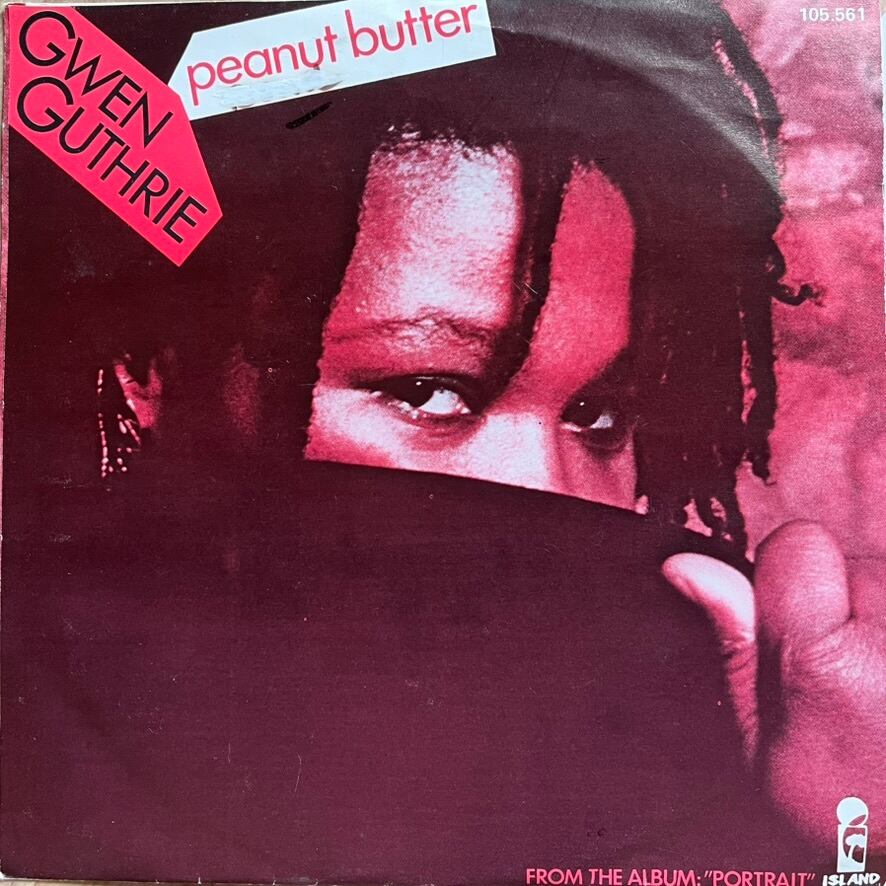 GWEN
GUTHRIE
peanut butter
105.561
FROM THE ALBUM: "PORTRAIT"
ISLAND